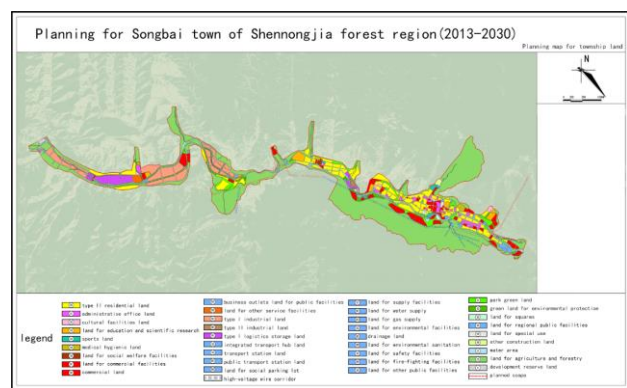 Planning for Songbai town of Shennongjia forest region(2013-2030)
Planning map for township land
N
legend
type II residential land
administrative office land
cultural facilities land
land for education and scientific research
sports land
medical hygienic land
land for social welfare facilities
land for commercial facilities
commercial land
business outlets land for public facilities
land for other service facilities
type I industrial land
type II industrial land
type I logistics storage land
integrated transport hub land
transport station land
public transport station land
land for social parking lot
high-voltage wire corridor
land for supply facilities
land for water supply
land for gas supply
land for environmental facilities
drainage land
land for environmental sanitation
land for safety facilities
land for fire-fighting facilities
land for other public facilities
park green land
green land for environmental protection
land for squares
land for regional public facilities
land for spesial use
other construction land
water area
land for agriculture and forestry
development reserve land
planned scope